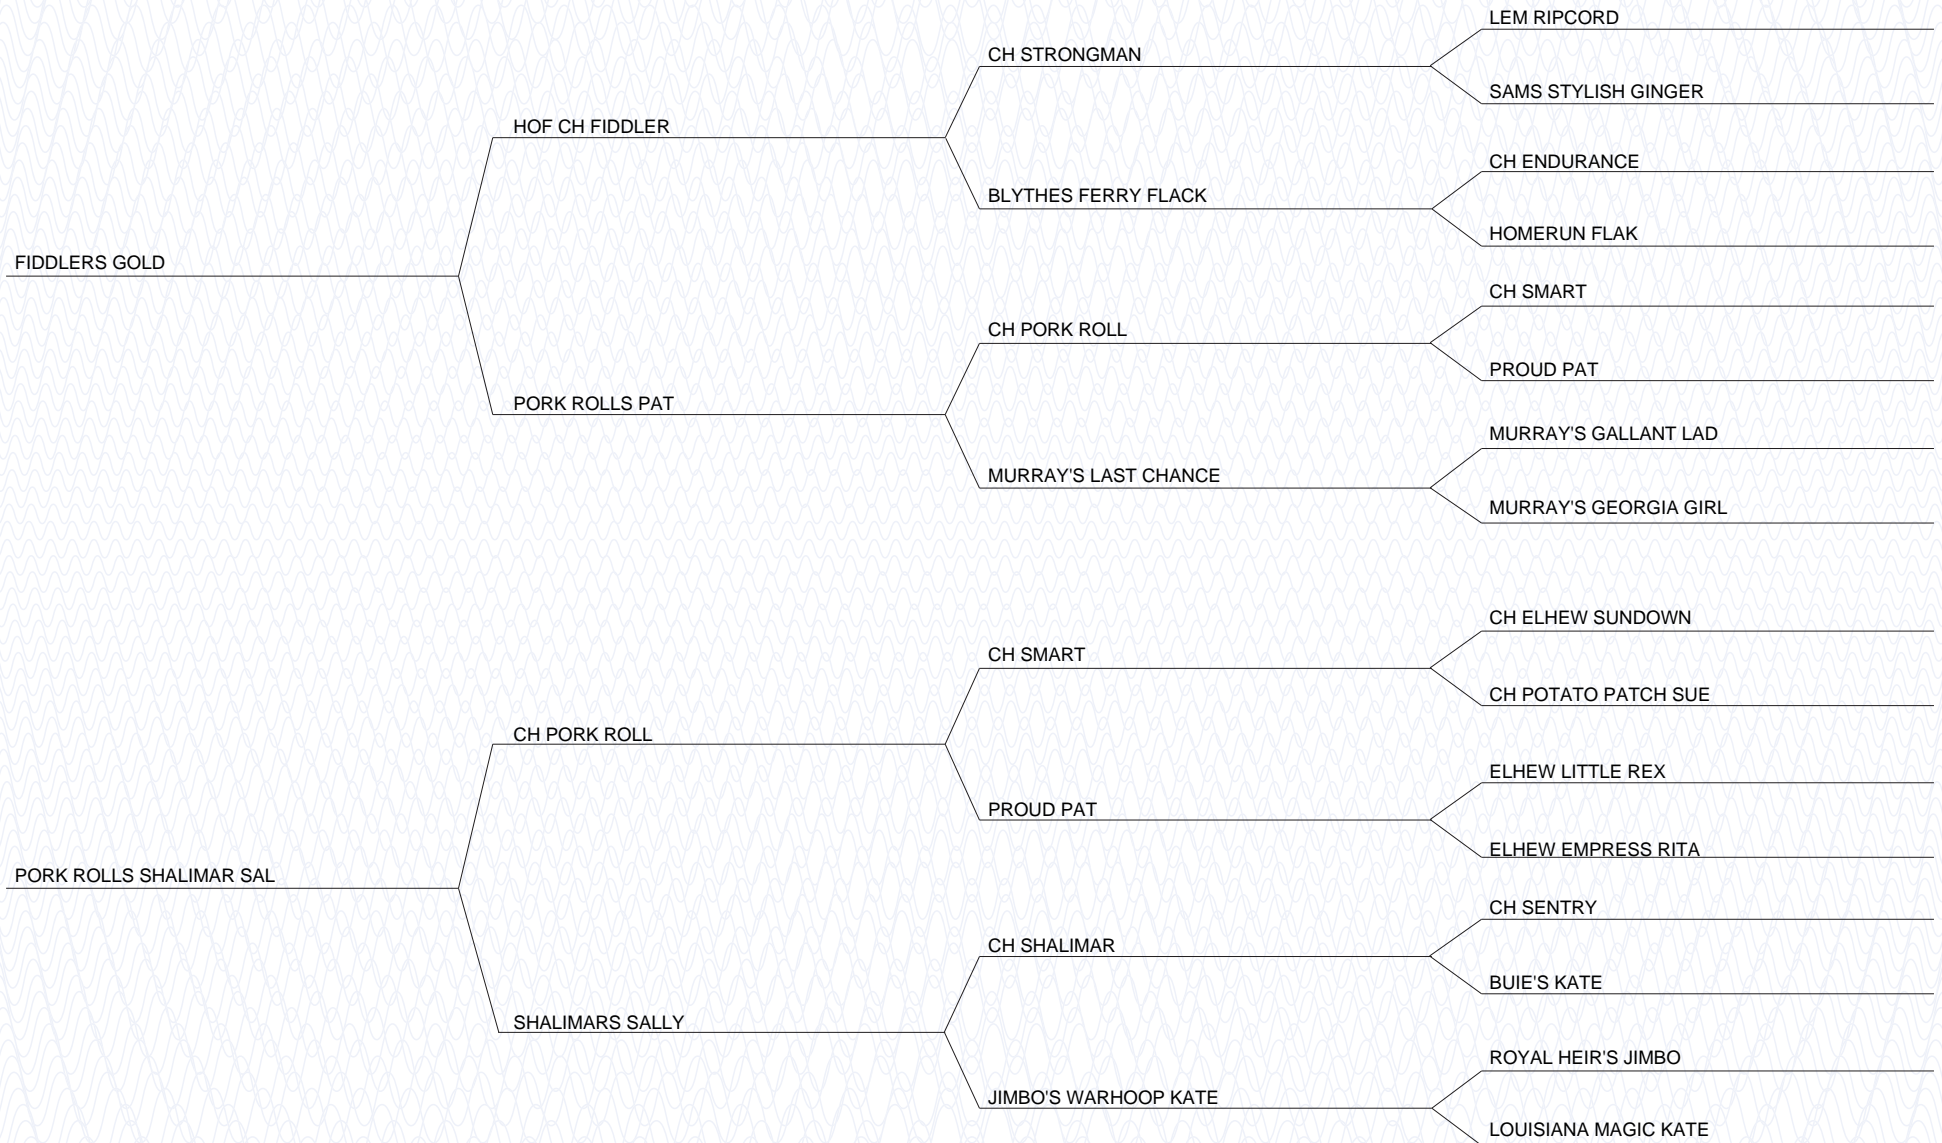 LEM RIPCORD
CH STRONGMAN
SAMS STYLISH GINGER
HOF CH FIDDLER
CH ENDURANCE
BLYTHES FERRY FLACK
HOMERUN FLAK
FIDDLERS GOLD
CH SMART
CH PORK ROLL
PROUD PAT
PORK ROLLS PAT
MURRAY'S GALLANT LAD
MURRAY'S LAST CHANCE
MURRAY'S GEORGIA GIRL
CH ELHEW SUNDOWN
CH SMART
CH POTATO PATCH SUE
CH PORK ROLL
ELHEW LITTLE REX
PROUD PAT
ELHEW EMPRESS RITA
PORK ROLLS SHALIMAR SAL
CH SENTRY
CH SHALIMAR
BUIE'S KATE
SHALIMARS SALLY
ROYAL HEIR'S JIMBO
JIMBO'S WARHOOP KATE
LOUISIANA MAGIC KATE